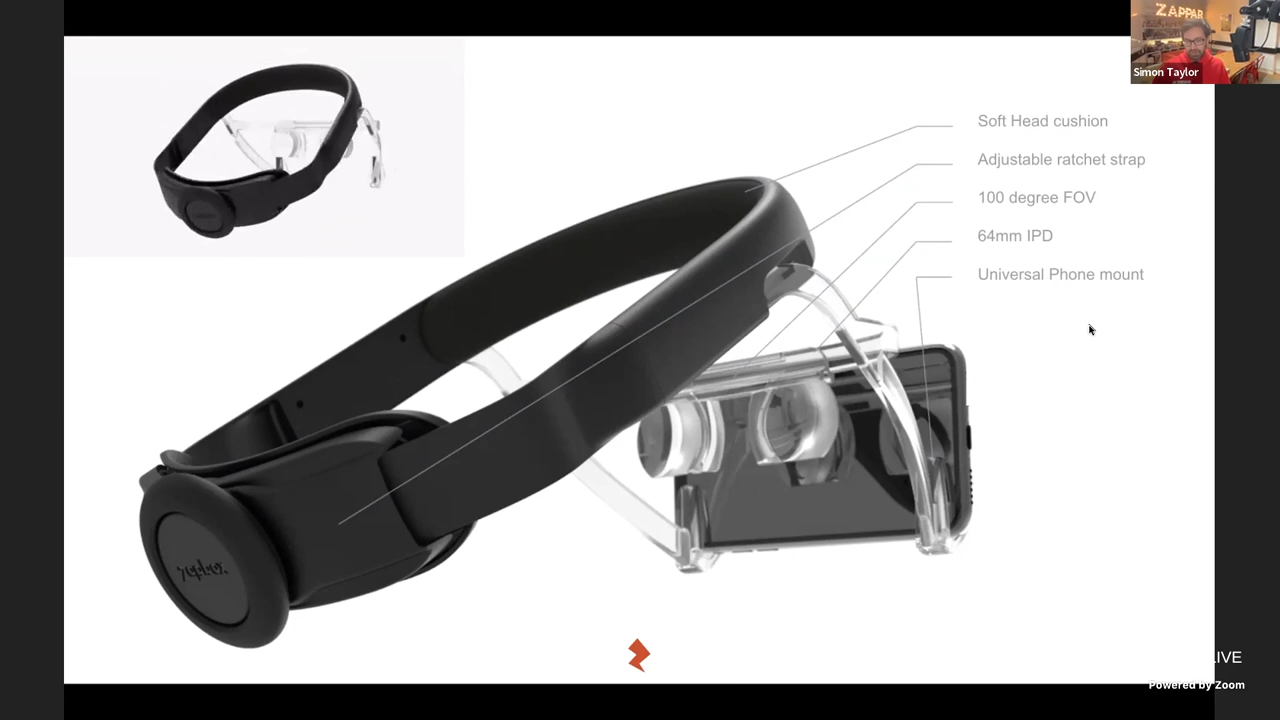 ZAPPAR
Simon Taylor
Soft Head cushion
Adjustable ratchet strap
100 degree FOV
64mm IPD
Universal Phone mount
zapbox
LIVE
Powered by Zoom